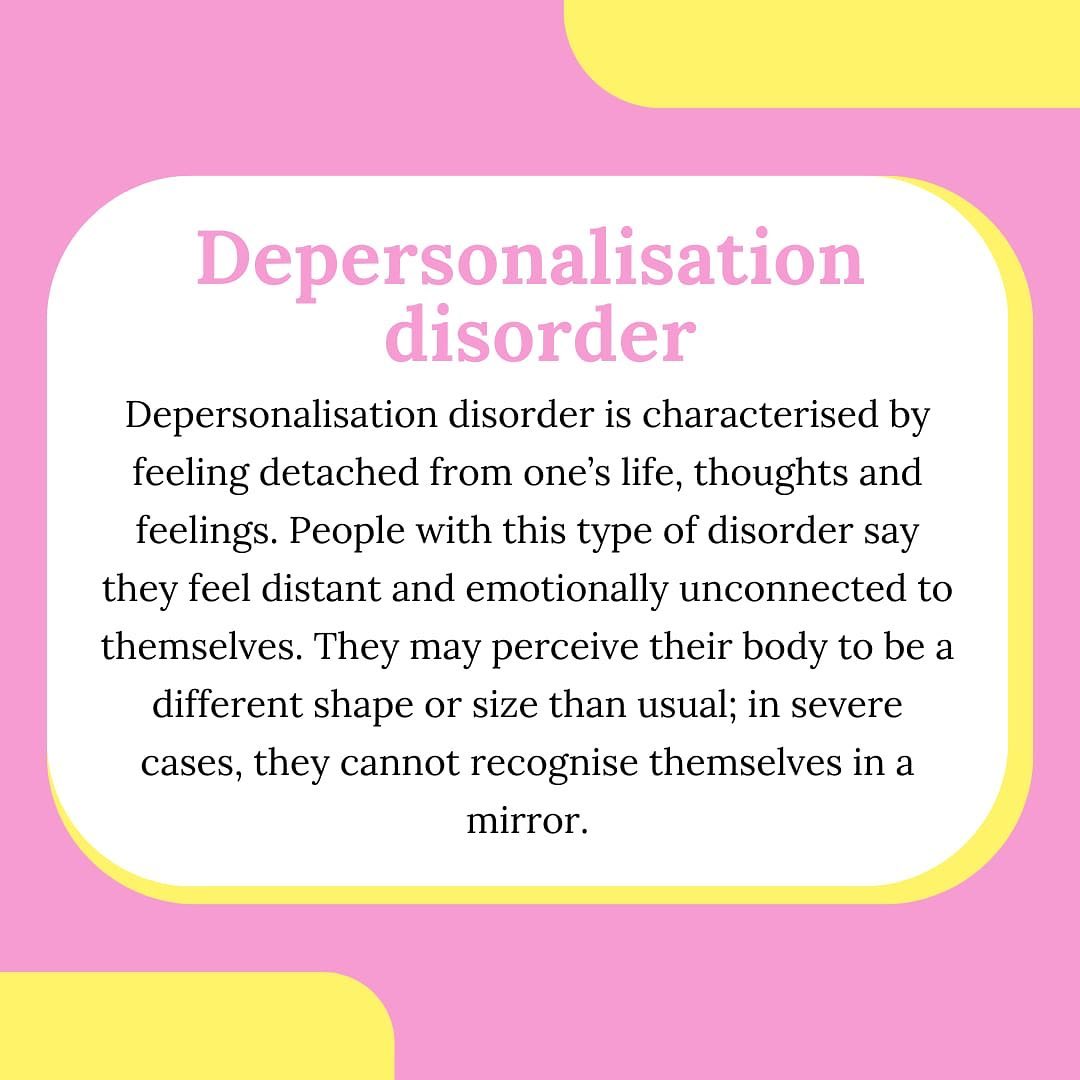 Depersonalisation
disorder
Depersonalisation disorder is characterised by
feeling detached from one’s life, thoughts and
feelings. People with this type of disorder say
they feel distant and emotionally unconnected to
themselves. They may perceive their body to be a
different shape or size than usual; in severe
cases, they cannot recognise themselves in a
mirror.